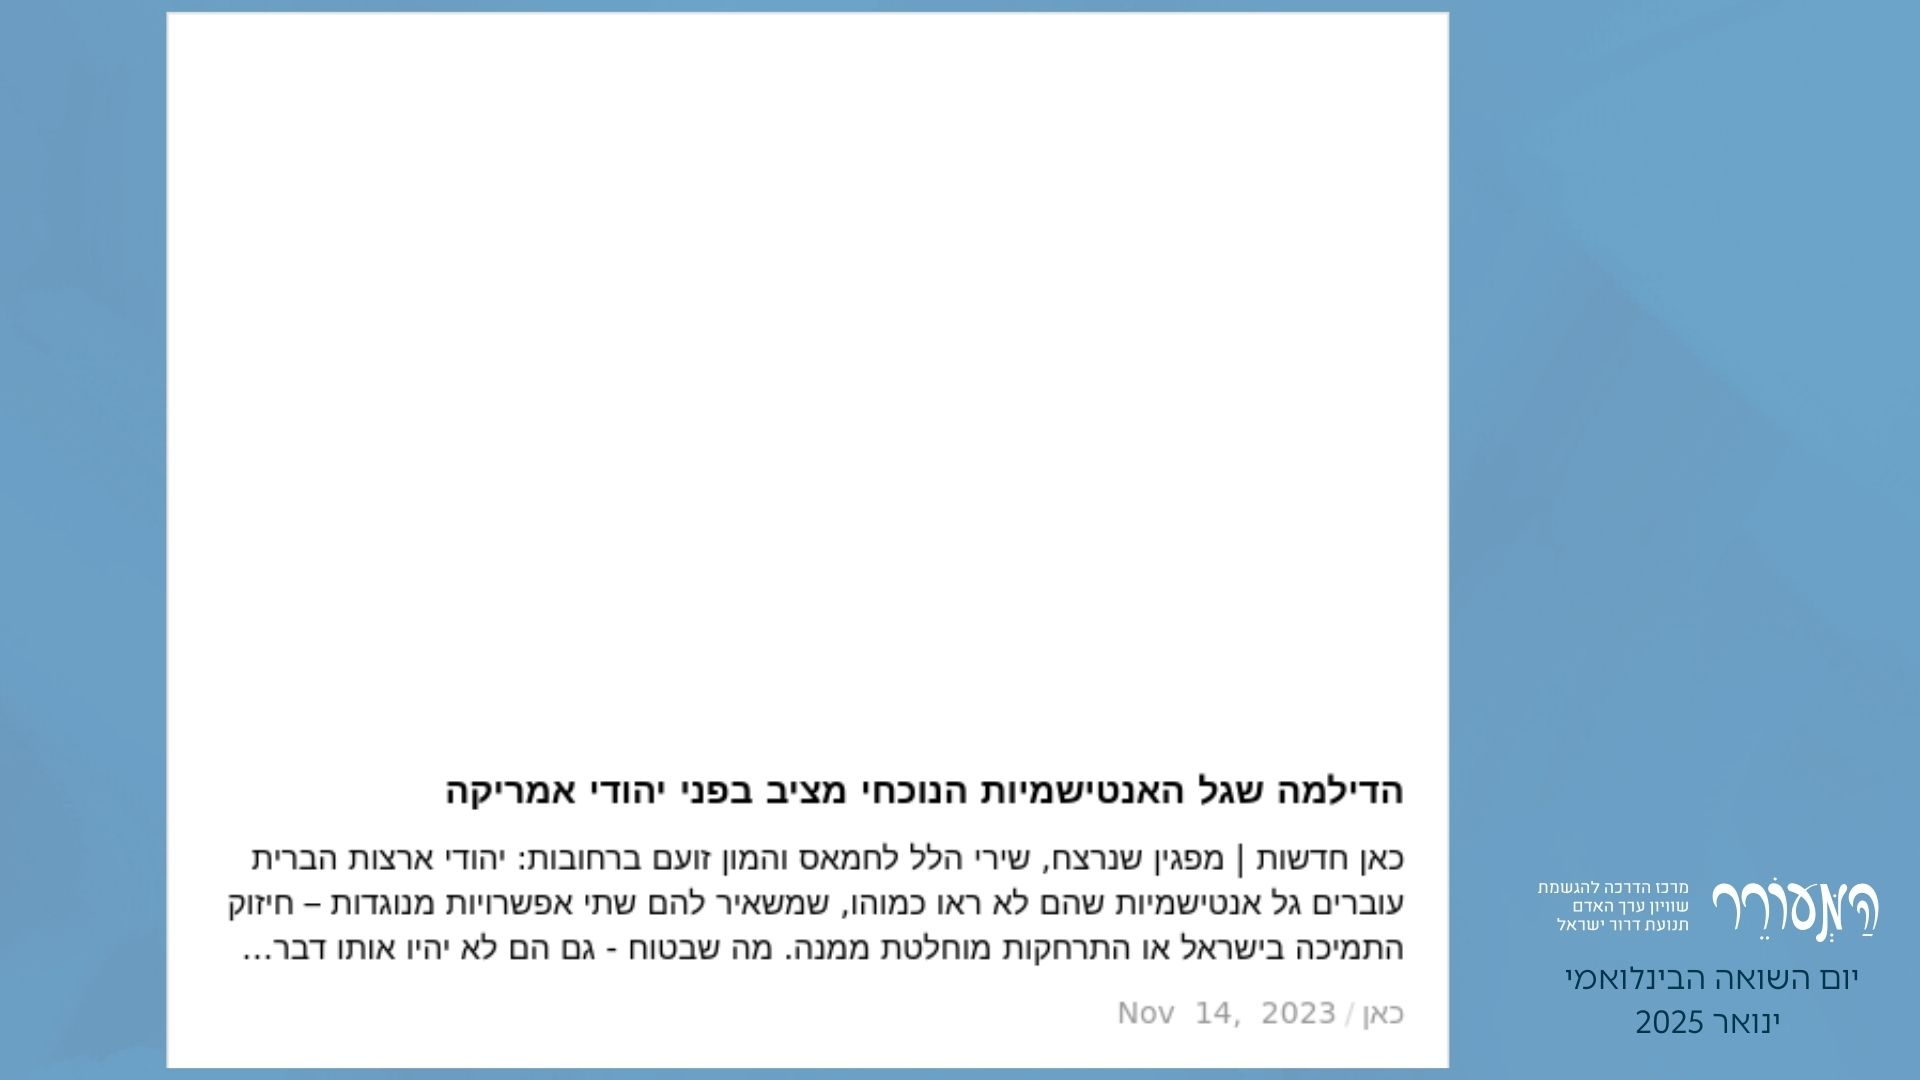 הדילמה שגל האנטישמיות הנוכחי מציב בפני יהודי אמריקה
כאן חדשות | מפגין שנרצח, שירי הלל לחמאס והמון זועם ברחובות: יהודי ארצות הברית
עוברים גל אנטישמיות שהם לא ראו כמוהו, שמשאיר להם שתי אפשרויות מנוגדות – חיזוק
התמיכה בישראל או התרחקות מוחלטת ממנה. מה שבטוח - גם הם לא יהיו אותו דבר...
כאן / Nov 14, 2023
הַמְּעוֹרֵר
מרכז הדרכה להגשמת
שוויון ערך האדם
תנועת דרור ישראל
יום השואה הבינלואמי
ינואר 2025